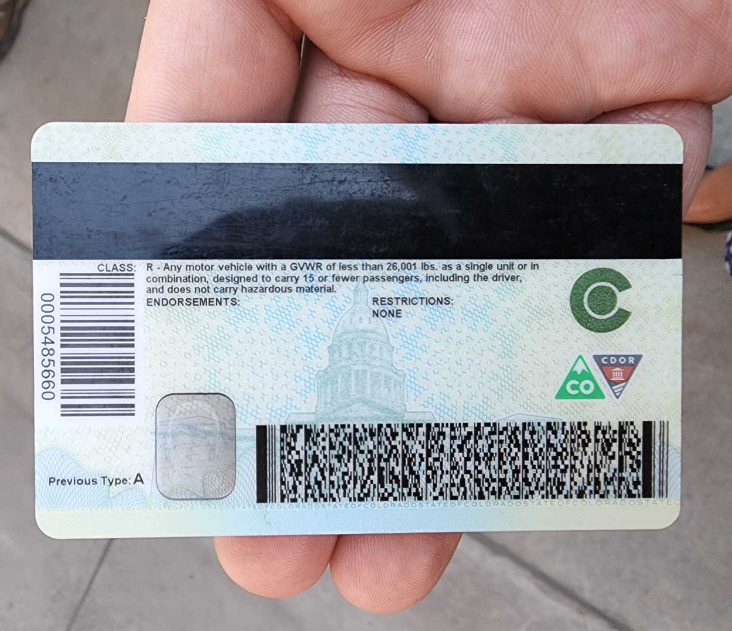 CLASS: R - Any motor vehicle with a GVWR of less than 26,001 lbs. as a single unit or in
combination, designed to carry 15 or fewer passengers, including the driver,
and does not carry hazardous material.
ENDORSEMENTS: RESTRICTIONS:
NONE
0005485660
CDOR
CO
Previous Type: A
STATEOFCOLORADOSTATEOFCOLORADOSTATEOFCOLORADO